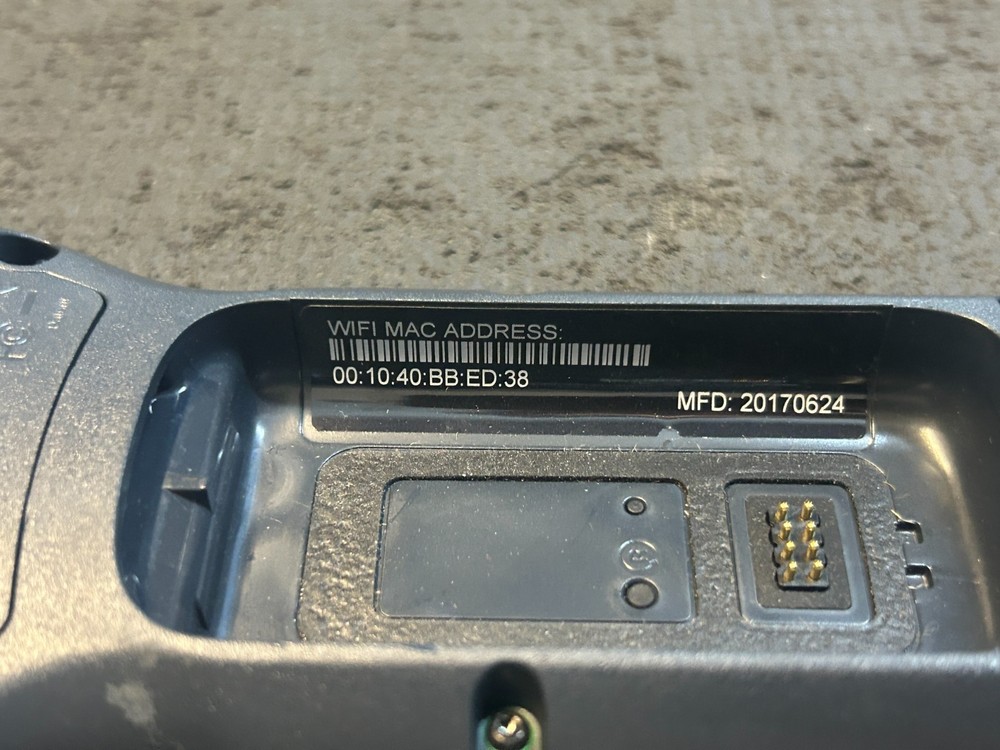 WIFI MAC ADDRESS:
00:10:40:BB:ED:38
MFD: 20170624